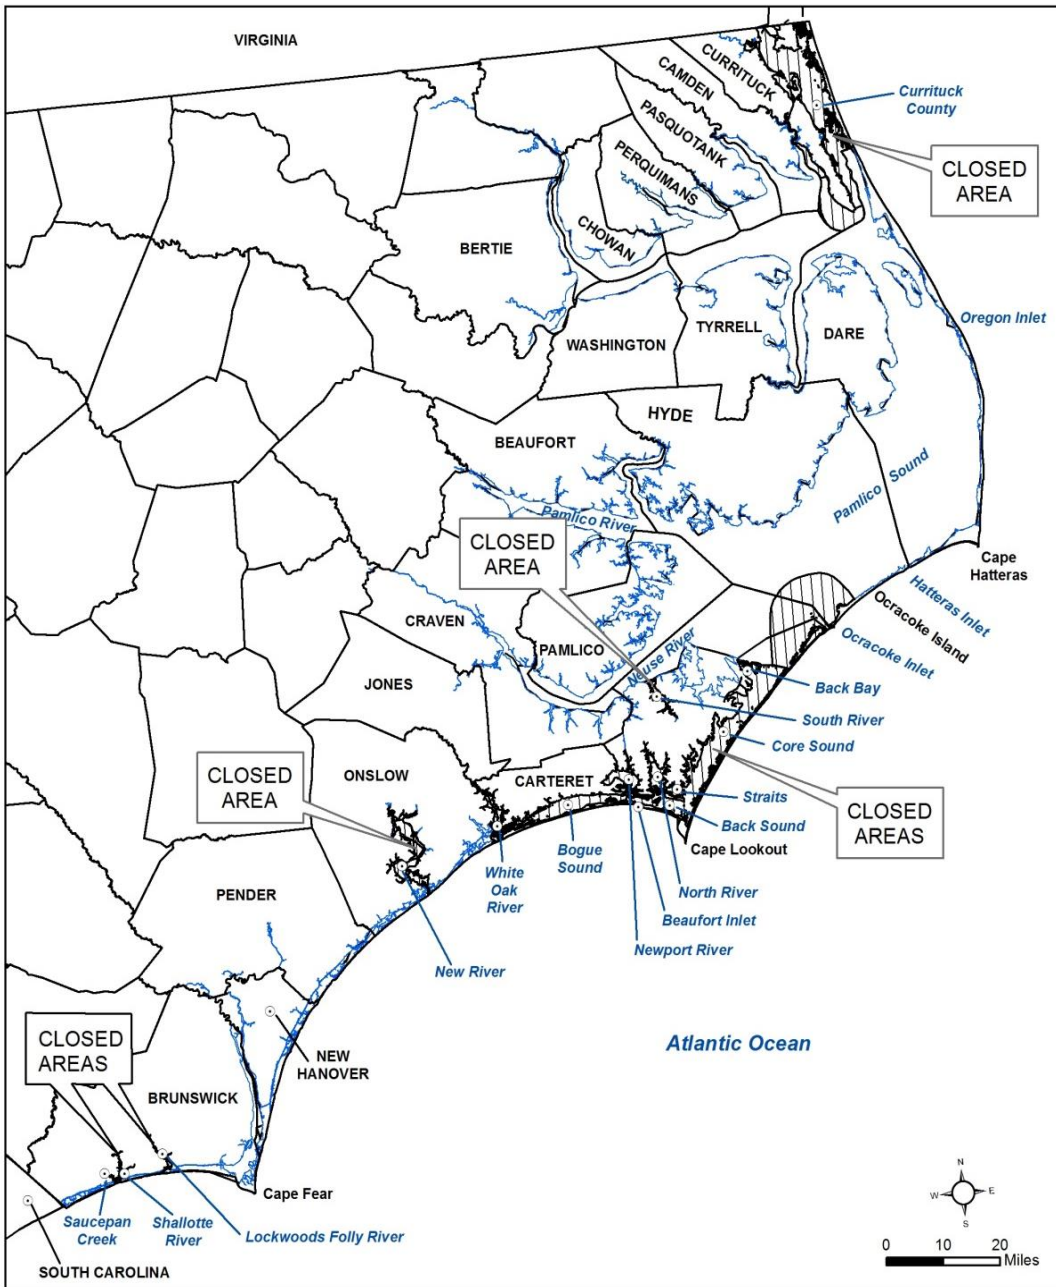 VIRGINIA
CURRITUCK
CAMDEN
PASQUOTANK
PERQUIMANS
CHOWAN
Currituck
County
CLOSED
AREA
BERTIE
WASHINGTON
TYRRELL
DARE
Oregon Inlet
HYDE
BEAUFORT
Pamlico Sound
Pamlico River
CLOSED
AREA
Cape
Hatteras
Hatteras Inlet
Ocracoke Island
Ocracoke Inlet
CRAVEN
PAMLICO
Neuse River
JONES
Back Bay
South River
Core Sound
CLOSED
AREA
ONSLOW
CARTERET
Straits
CLOSED
AREAS
Back Sound
Cape Lookout
Bogue
Sound
White
Oak
River
North River
Beaufort Inlet
Newport River
PENDER
New River
CLOSED
AREAS
NEW
HANOVER
Atlantic Ocean
BRUNSWICK
Cape Fear
Saucepan
Creek
Shallotte
River
Lockwoods Folly River
SOUTH CAROLINA
N
W
E
S
0 10 20
Miles